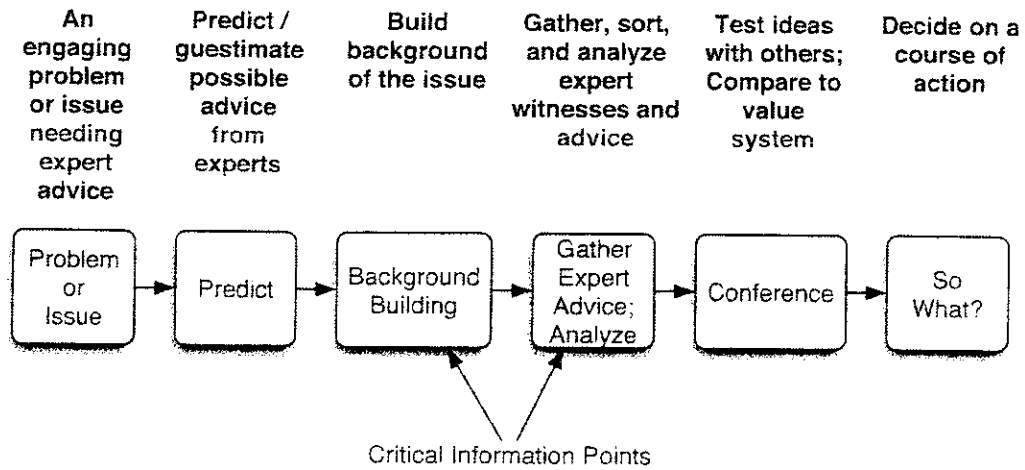 An
engaging
problem
or issue
needing
expert
advice
Predict /
guestimate
possible
advice
from
experts
Build
background
of the issue
Gather, sort,
and analyze
expert
witnesses and
advice
Test ideas
with others;
Compare to
value
system
Decide on a
course of
action
Problem
or
Issue
Predict
Background
Building
Gather
Expert
Advice;
Analyze
Conference
So
What?
Critical Information Points